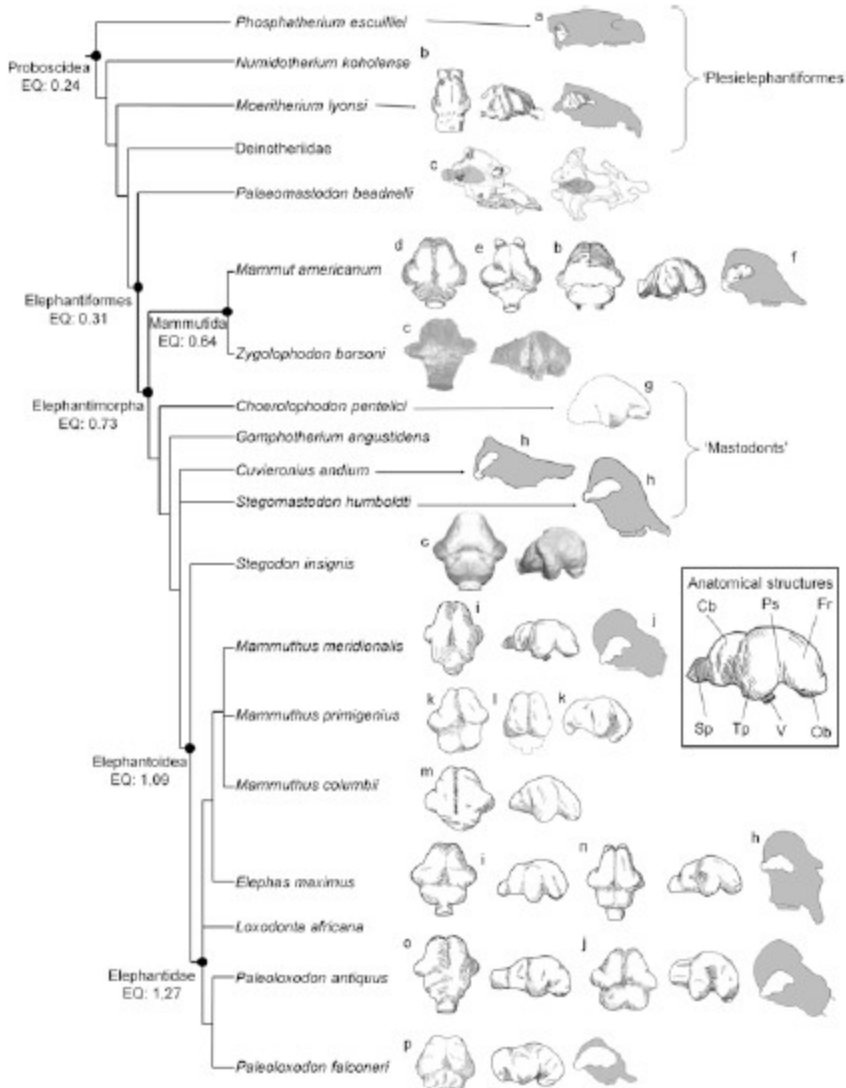 Phosphatherium escuilliei
a
Proboscidea
EQ: 0.24
Numidotherium koholense
b
'Plesielephantiformes
Moeritherium lyonsi
Deinotheriidae
c
Palaeomastodon beadnelli
d
e
b
f
Mammut americanum
Elephantiformes
EQ: 0.31
Mammutida
EQ: 0.64
c
Zygolophodon borsoni
g
Elephantimorpha
EQ: 0.73
Choerolophodon pentelici
Gomphotherium angustidens
'Mastodonts'
h
Cuvieronius andium
h
Stegomastodon humboldti
c
Stegodon insignis
Anatomical structures
Cb
Ps
Fr
Sp
Tp
V
Ob
i
j
Mammuthus meridionalis
k
l
k
Mammuthus primigenius
Elephantoidea
EQ: 1,09
m
Mammuthus columbii
i
n
h
Elephas maximus
Loxodonta africana
o
j
Elephantidae
EQ: 1,27
Paleoloxodon antiquus
p
Paleoloxodon falconeri